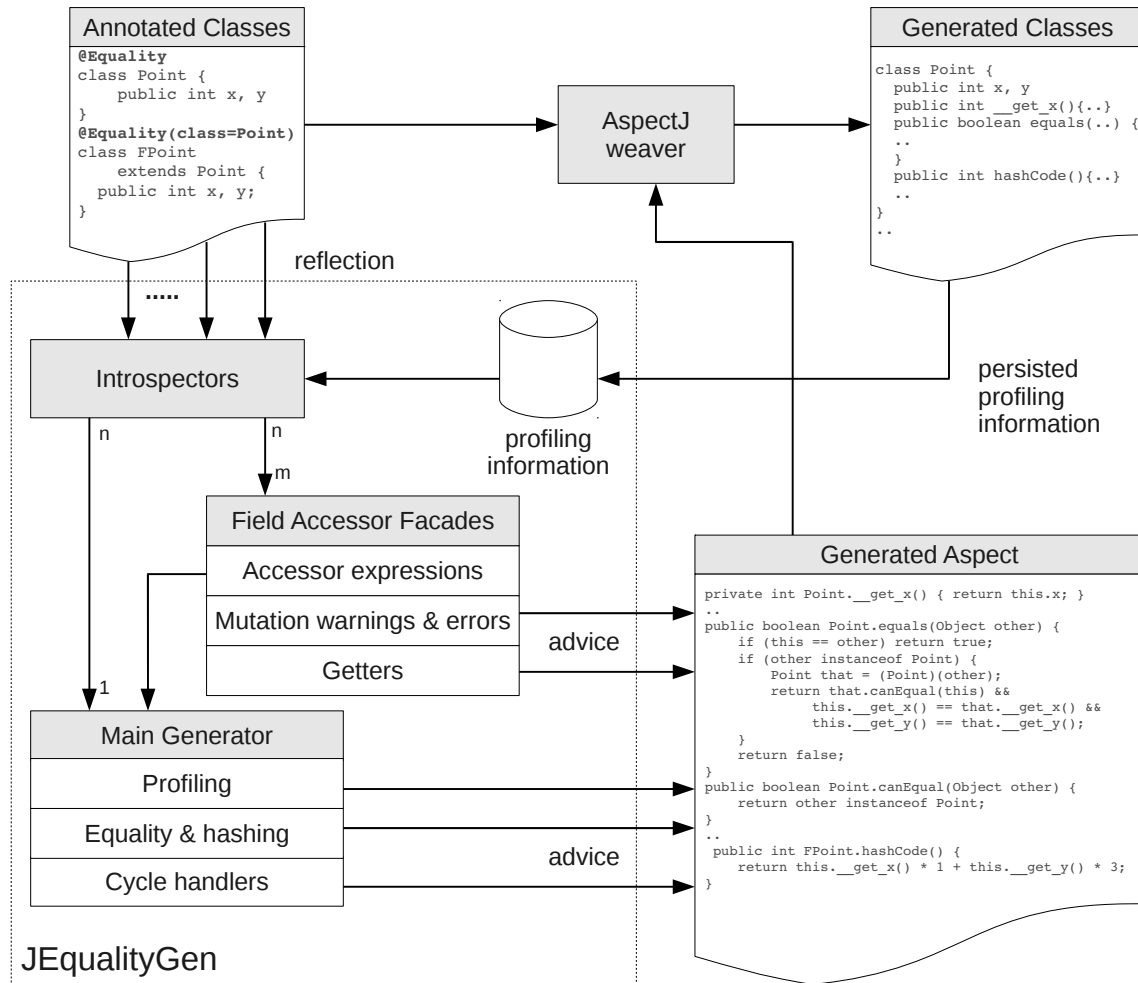 Annotated Classes
@Equality
class Point {
    public int x, y
}
@Equality(class=Point)
class FPoint
    extends Point {
  public int x, y;
}
AspectJ
weaver
Generated Classes
class Point {
  public int x, y
  public int __get_x(){..}
  public boolean equals(..) {
  ..
  }
  public int hashCode(){..}
  ..
}
..
reflection
.....
Introspectors
profiling
information
persisted
profiling
information
n
n
m
1
Field Accessor Facades
Accessor expressions
Mutation warnings & errors
Getters
advice
Main Generator
Profiling
Equality & hashing
Cycle handlers
advice
JEqualityGen
Generated Aspect
private int Point.__get_x() { return this.x; }
..
public boolean Point.equals(Object other) {
    if (this == other) return true;
    if (other instanceof Point) {
        Point that = (Point)(other);
        return that.canEqual(this) &&
              this.__get_x() == that.__get_x() &&
              this.__get_y() == that.__get_y();
    }
    return false;
}
public boolean Point.canEqual(Object other) {
    return other instanceof Point;
}
..
 public int FPoint.hashCode() {
    return this.__get_x() * 1 + this.__get_y() * 3;
}